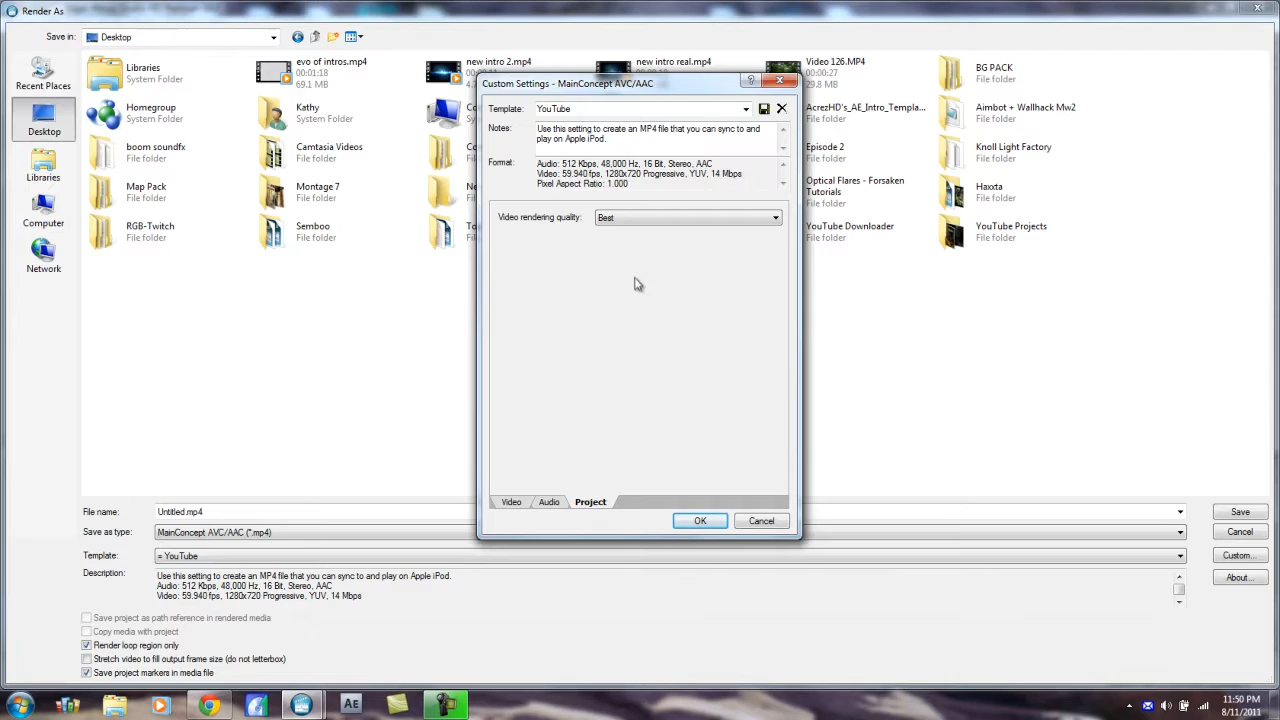 Render As
Save in:
Desktop
Recent Places
Desktop
Libraries
Computer
Network
Libraries
System Folder
evo of intros.mp4
00:01:18
69.1 MB
new intro 2.mp4
new intro real.mp4
Video 126.MP4
00:00:27
29.8 MB
BG PACK
File folder
Homegroup
System Folder
Kathy
File folder
AcrezHD's_AE_Intro_Templa...
File folder
Aimbot + Wallhack Mw2
File folder
boom soundfx
File folder
Camtasia Videos
File folder
Episode 2
File folder
Knoll Light Factory
File folder
Map Pack
File folder
Montage 7
File folder
Optical Flares - Forsaken
Tutorials
File folder
Haxxta
File folder
RGB-Twitch
File folder
Semboo
File folder
YouTube Downloader
File folder
YouTube Projects
File folder
Custom Settings - MainConcept AVC/AAC
Template:
YouTube
Notes:
Use this setting to create an MP4 file that you can sync to and
play on Apple iPod.
Format:
Audio: 512 Kbps, 48,000 Hz, 16 Bit, Stereo, AAC
Video: 59.940 fps, 1280x720 Progressive, YUV, 14 Mbps
Pixel Aspect Ratio: 1.000
Video rendering quality:
Best
Video
Audio
Project
OK
Cancel
File name:
Untitled.mp4
Save
Save as type:
MainConcept AVC/AAC (*.mp4)
Cancel
Template:
= YouTube
Custom...
Description:
Use this setting to create an MP4 file that you can sync to and play on Apple iPod.
Audio: 512 Kbps, 48,000 Hz, 16 Bit, Stereo, AAC
Video: 59.940 fps, 1280x720 Progressive, YUV, 14 Mbps
About...
Save project as path reference in rendered media
Copy media with project
Render loop region only
Stretch video to fill output frame size (do not letterbox)
Save project markers in media file
AE
11:50 PM
8/11/2011